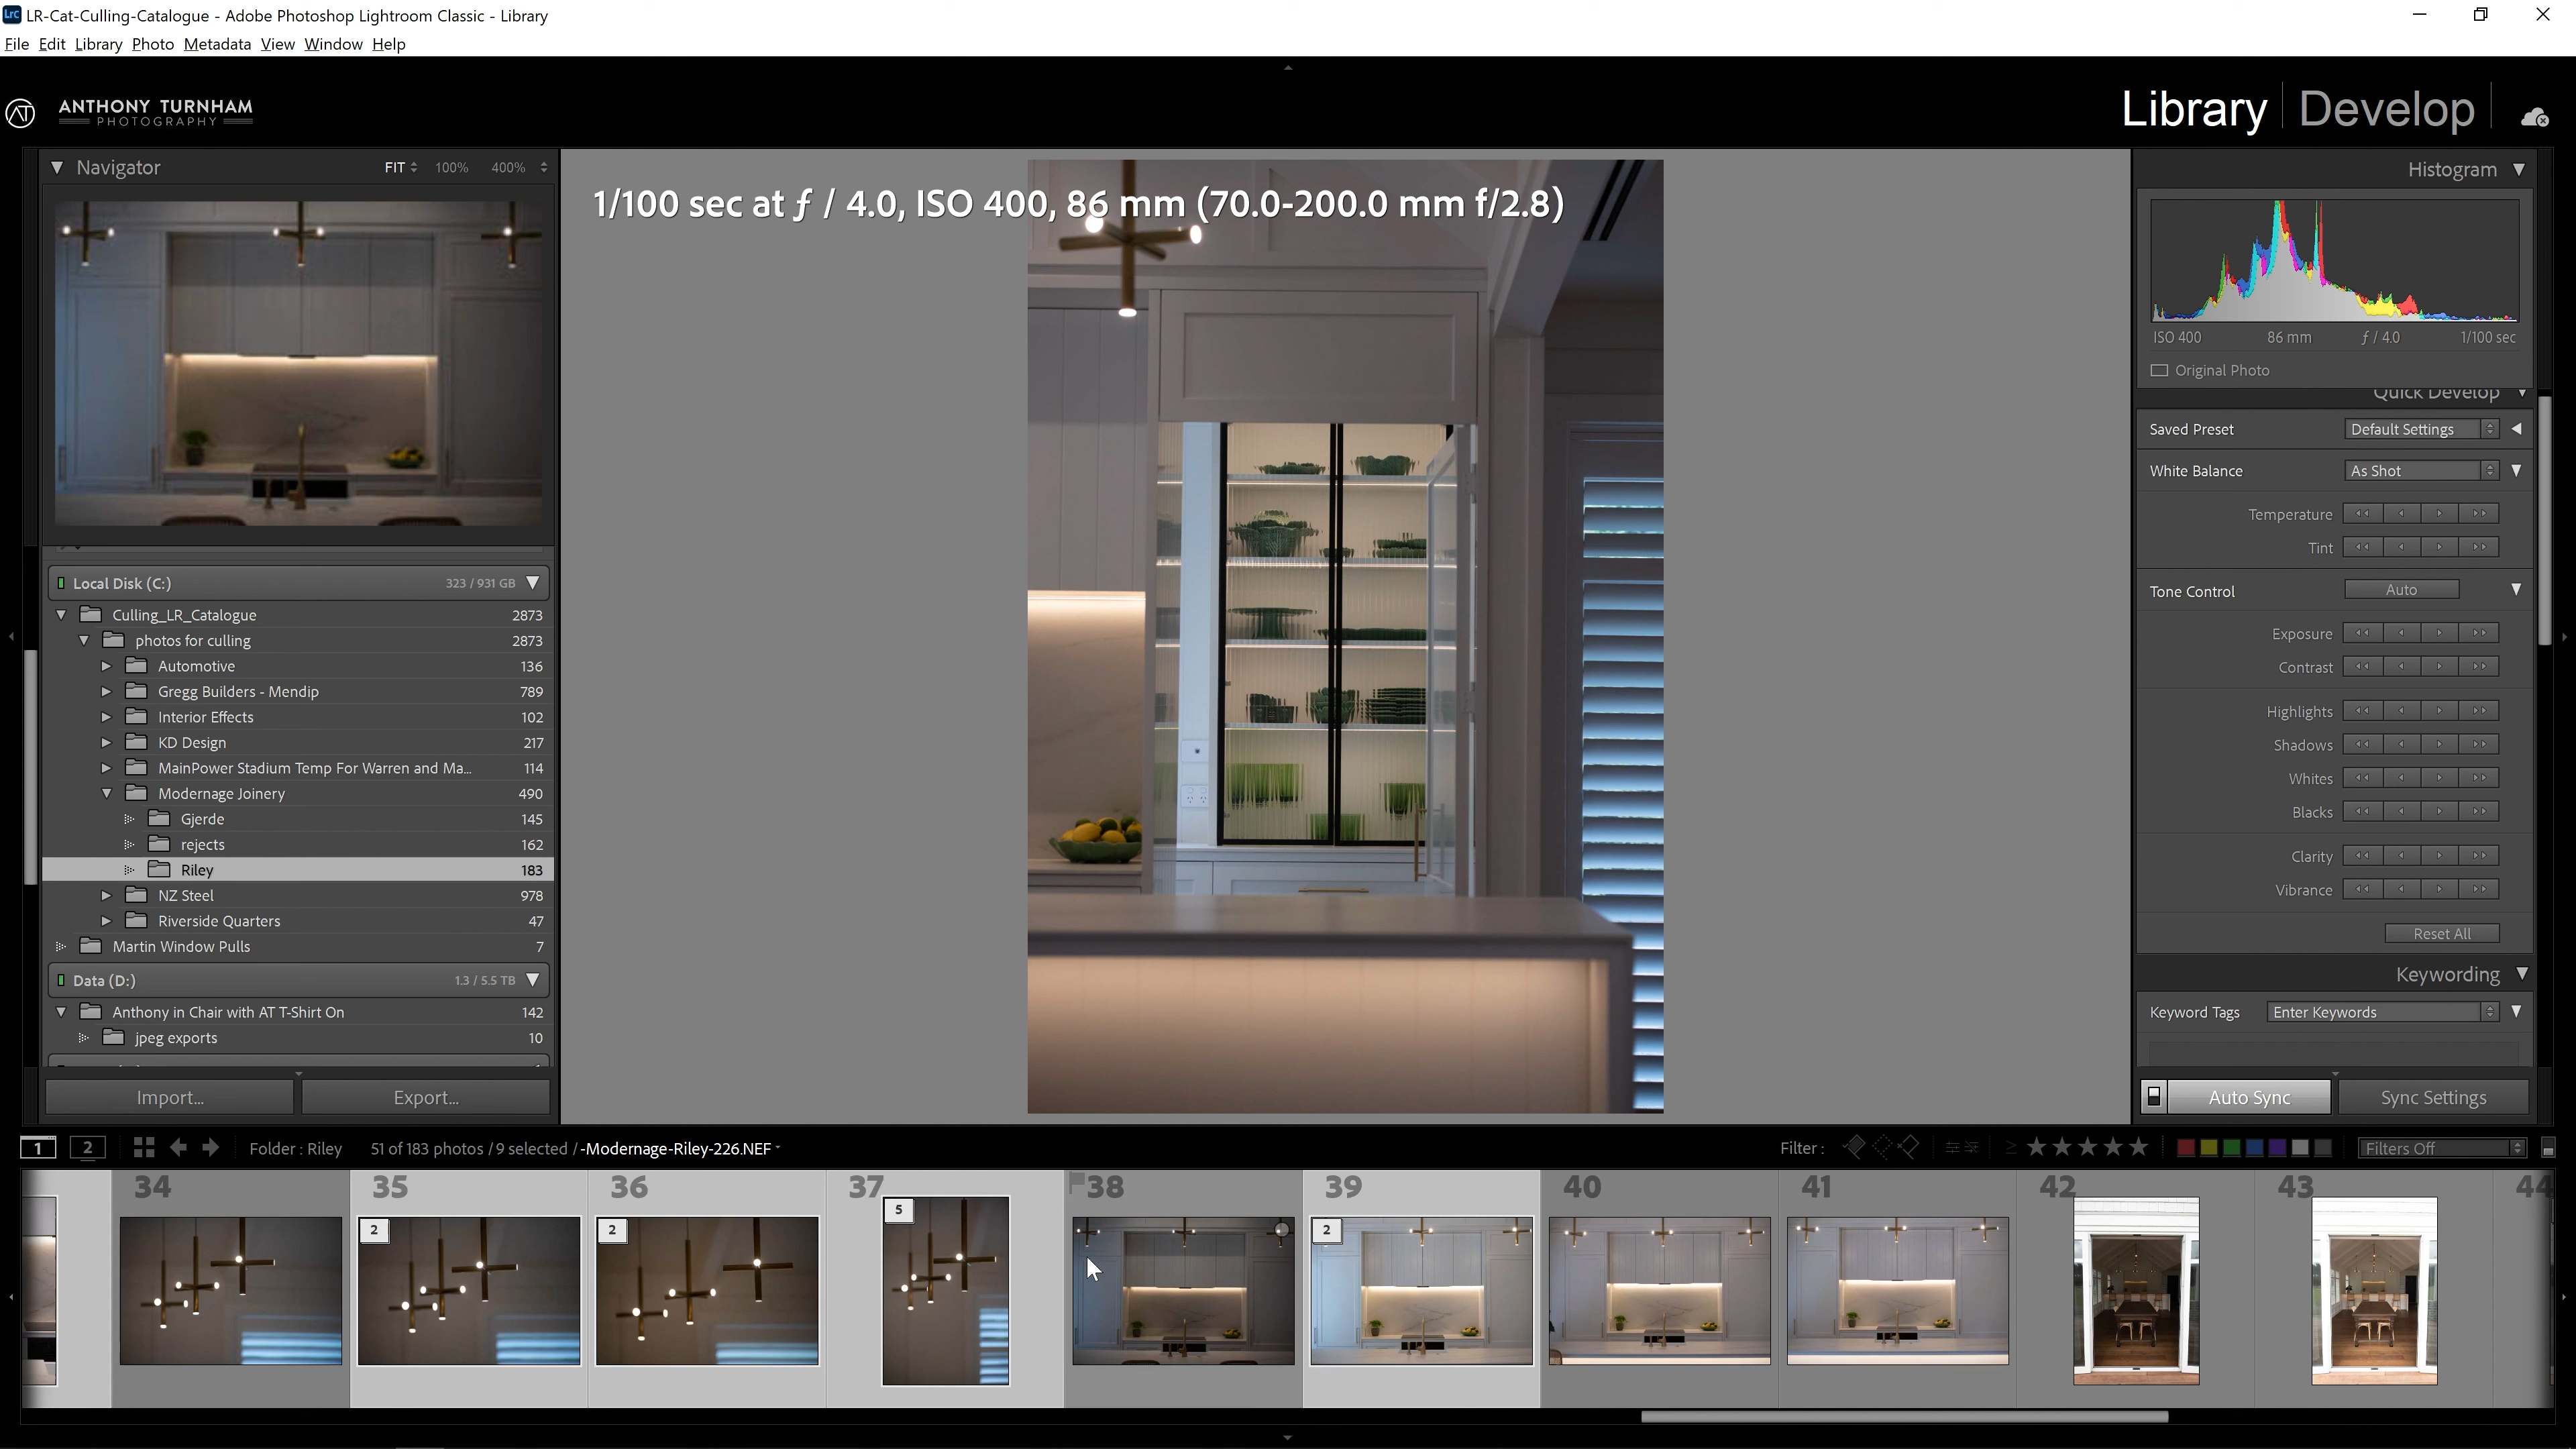 Lrc LR-Cat-Culling-Catalogue - Adobe Photoshop Lightroom Classic - Library
File Edit Library Photo Metadata View Window Help
AT ANTHONY TURNHAM
PHOTOGRAPHY
Library Develop
Navigator FIT 100% 400%
1/100 sec at ƒ / 4.0, ISO 400, 86 mm (70.0-200.0 mm f/2.8)
Histogram
ISO 400 86 mm ƒ / 4.0 1/100 sec
Original Photo
Quick Develop
Saved Preset Default Settings
White Balance As Shot
Temperature
Tint
Tone Control Auto
Exposure
Contrast
Highlights
Shadows
Whites
Blacks
Clarity
Vibrance
Reset All
Keywording
Keyword Tags Enter Keywords
Auto Sync Sync Settings
Local Disk (C:) 323 / 931 GB
Culling_LR_Catalogue 2873
photos for culling 2873
Automotive 136
Gregg Builders - Mendip 789
Interior Effects 102
KD Design 217
MainPower Stadium Temp For Warren and Ma... 114
Modernage Joinery 490
Gjerde 145
rejects 162
Riley 183
NZ Steel 978
Riverside Quarters 47
Martin Window Pulls 7
Data (D:) 1.3 / 5.5 TB
Anthony in Chair with AT T-Shirt On 142
jpeg exports 10
Import... Export...
1 2 Folder : Riley 51 of 183 photos / 9 selected / -Modernage-Riley-226.NEF Filter : ≥ Filters Off
34 35 36 37 38 39 40 41 42 43 44
2 2 5 2